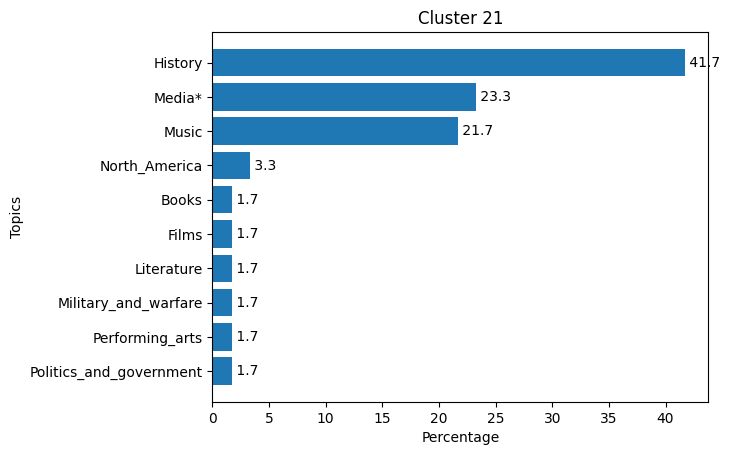 Cluster 21
Topics
History 41.7
Media* 23.3
Music 21.7
North_America 3.3
Books 1.7
Films 1.7
Literature 1.7
Military_and_warfare 1.7
Performing_arts 1.7
Politics_and_government 1.7
0 5 10 15 20 25 30 35 40
Percentage